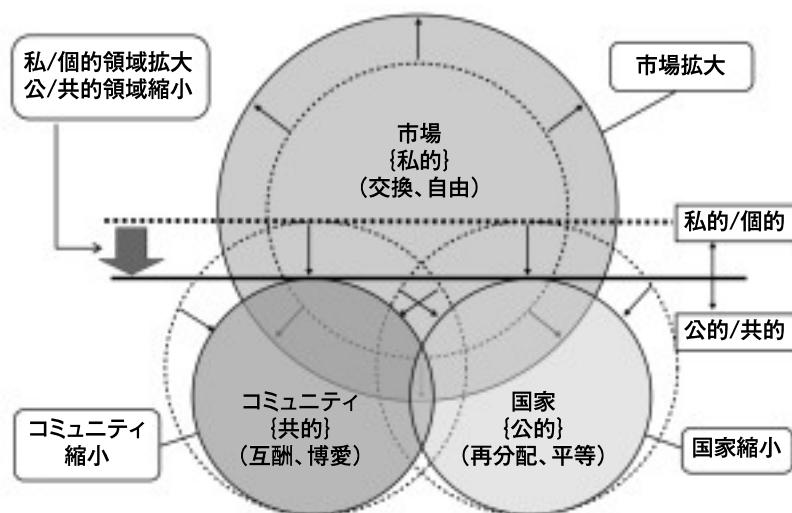 私/個的領域拡大
公/共的領域縮小
市場拡大
市場
{私的}
(交換、自由)
私的/個的
公的/共的
コミュニティ
{共的}
(互酬、博愛)
国家
{公的}
(再分配、平等)
コミュニティ
縮小
国家縮小